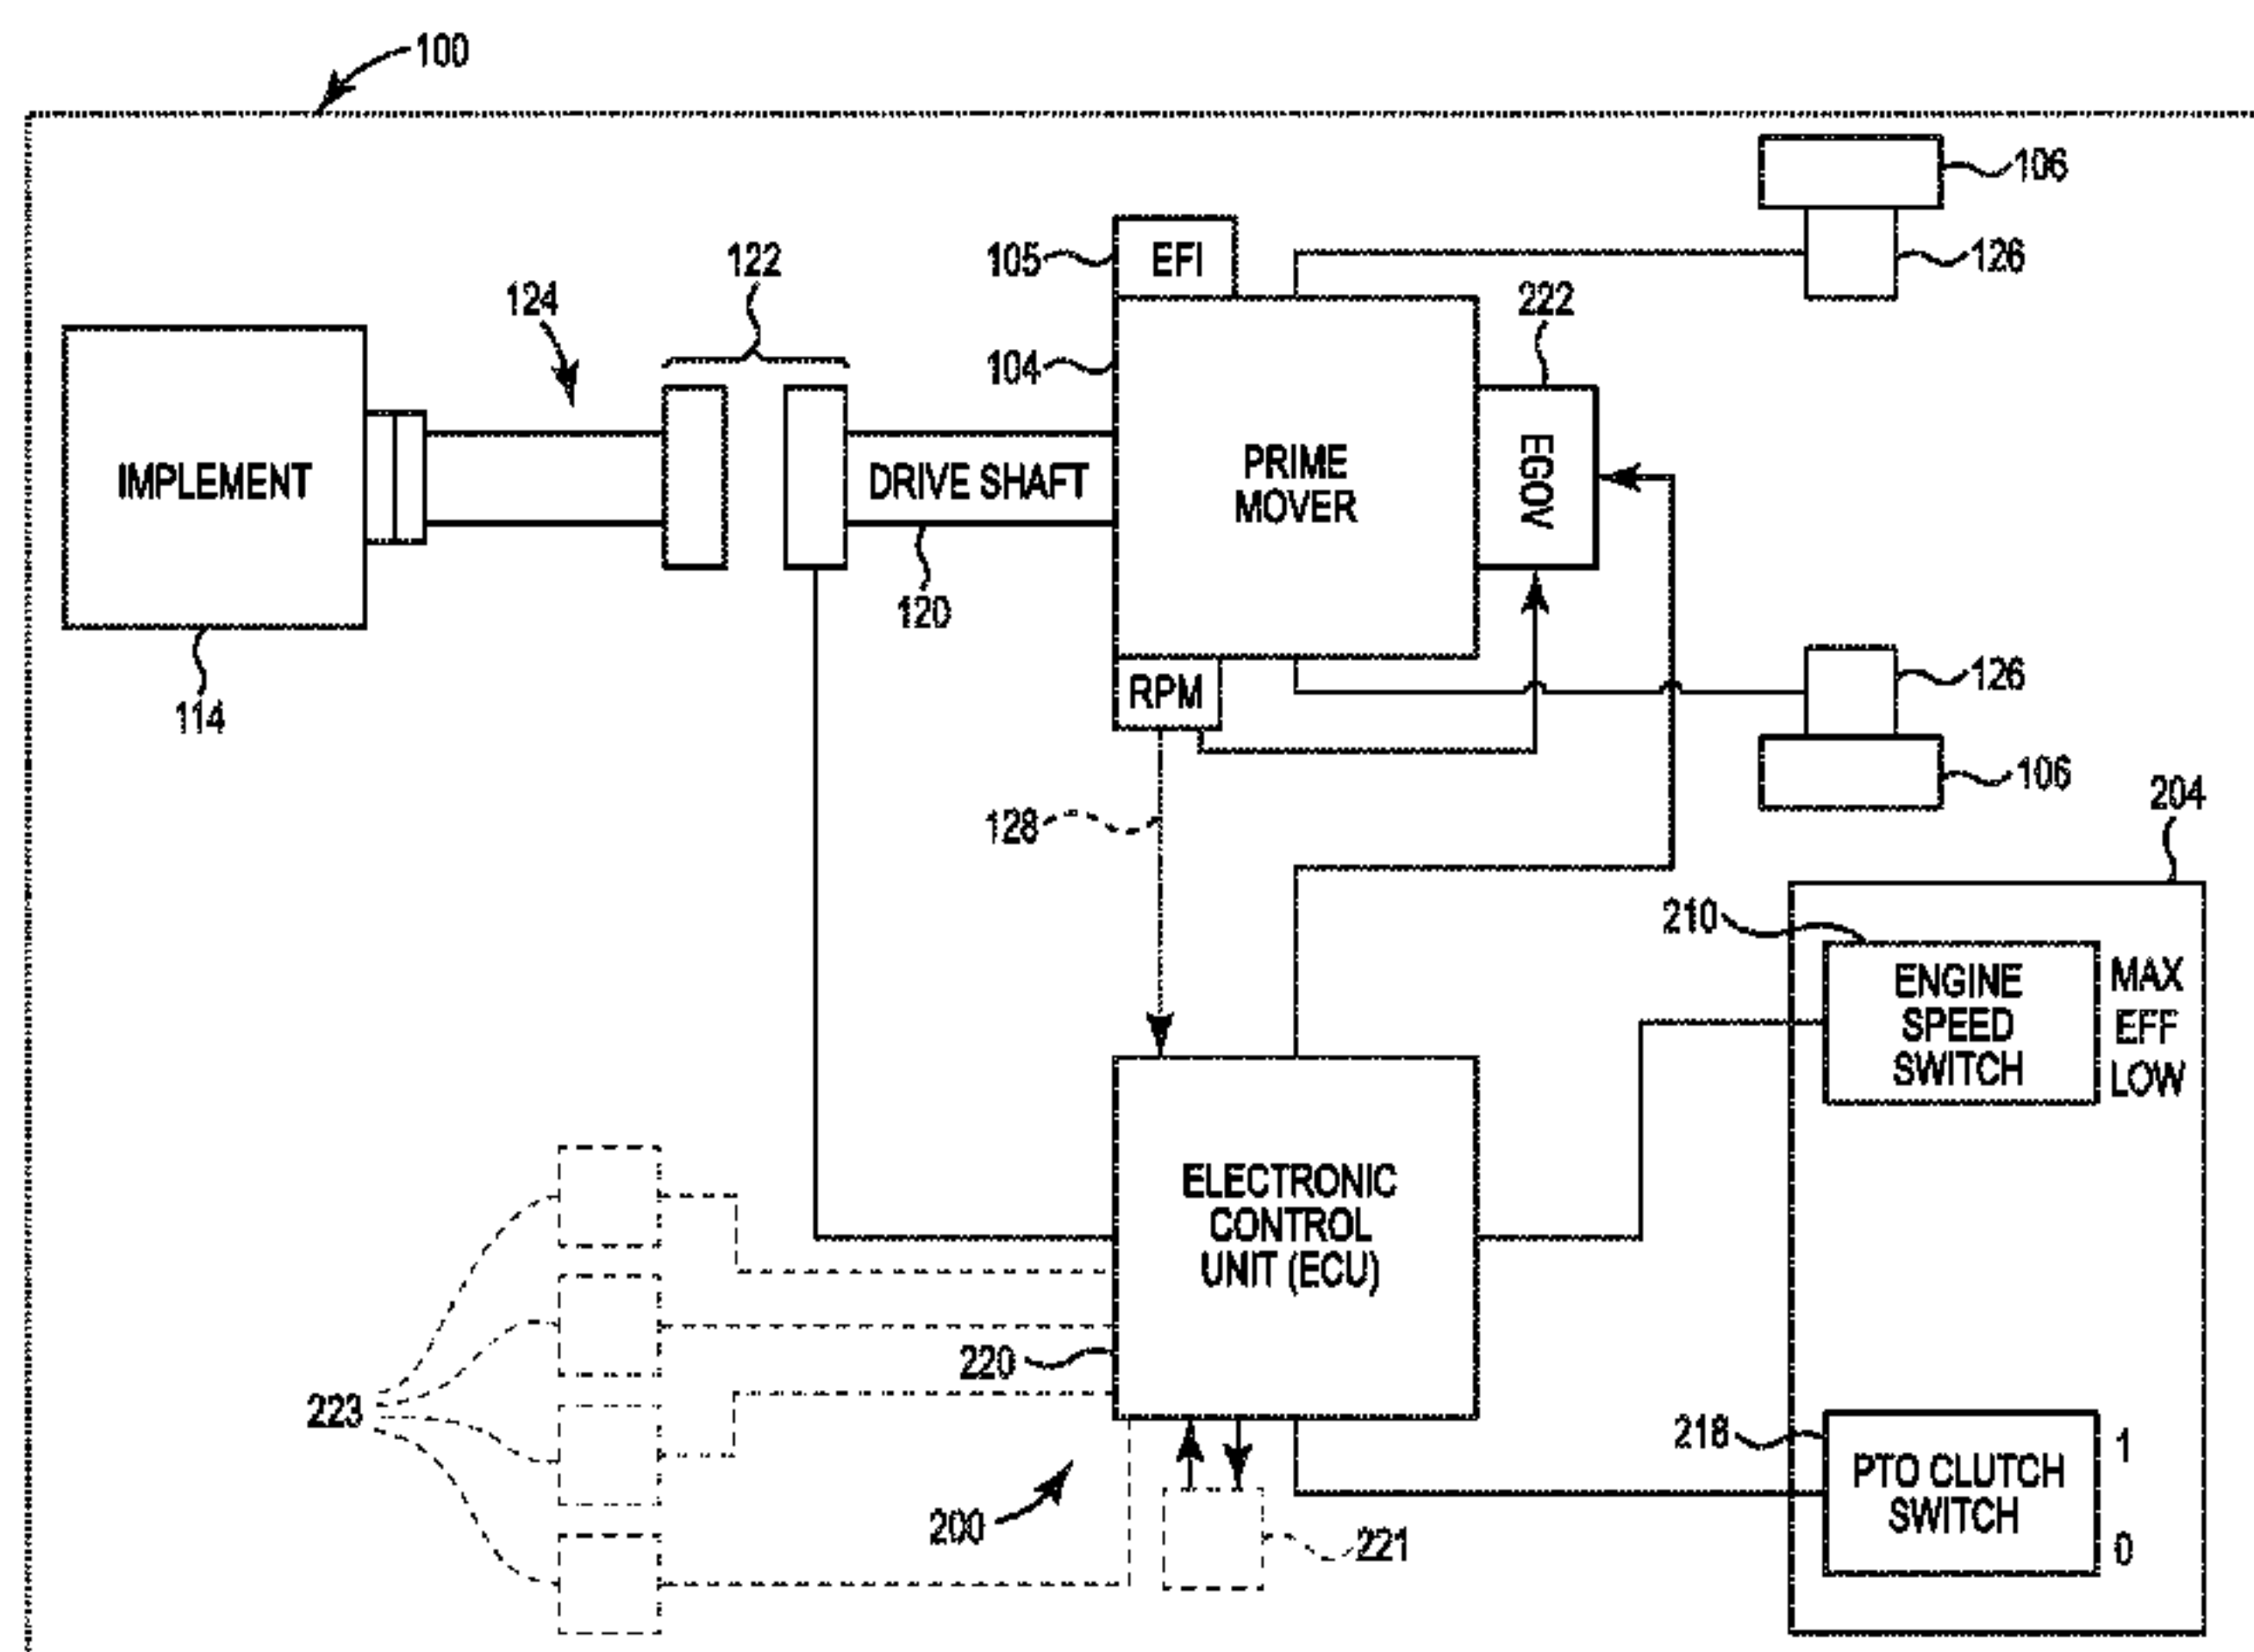 100
106
122
105
EFI
126
124
222
104
IMPLEMENT
DRIVE SHAFT
PRIME
MOVER
EGOV
120
RPM
126
114
106
128
204
210
ENGINE
SPEED
SWITCH
MAX
EFF
LOW
ELECTRONIC
CONTROL
UNIT (ECU)
220
223
218
PTO CLUTCH
SWITCH
1
0
200
221